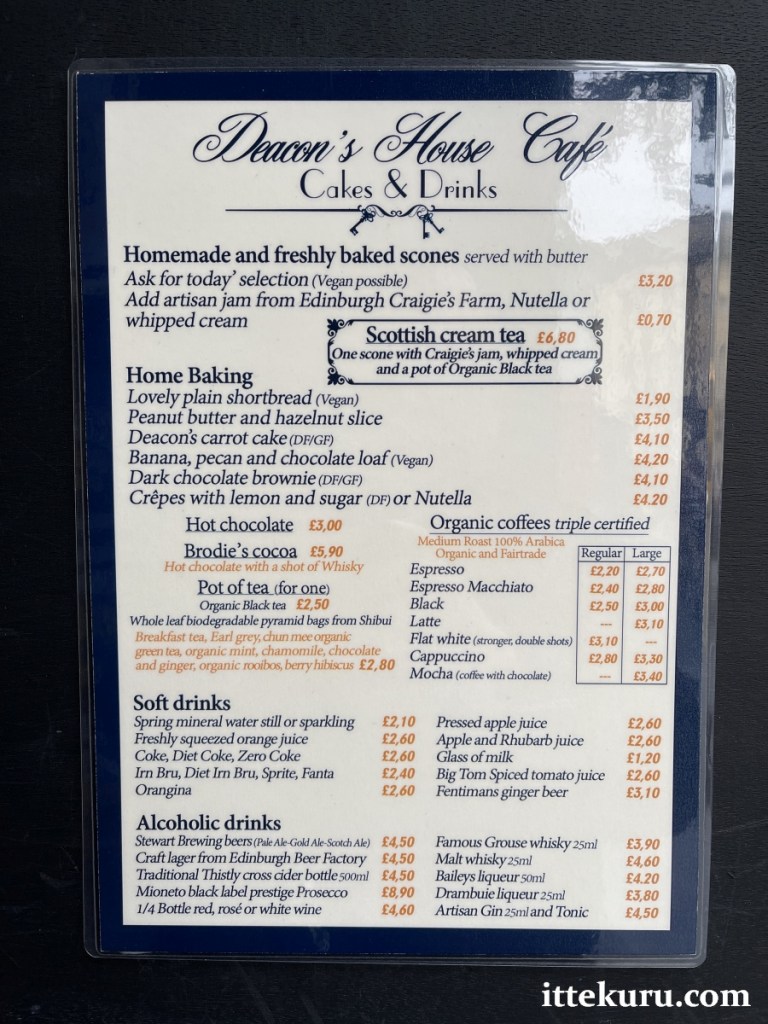 Deacon's House Café
Cakes & Drinks
Homemade and freshly baked scones served with butter
Ask for today' selection (Vegan possible) £3,20
Add artisan jam from Edinburgh Craigie's Farm, Nutella or
whipped cream £0,70
Scottish cream tea £6,80
One scone with Craigie's jam, whipped cream
and a pot of Organic Black tea
Home Baking
Lovely plain shortbread (Vegan) £1,90
Peanut butter and hazelnut slice £3,50
Deacon's carrot cake (DF/GF) £4,10
Banana, pecan and chocolate loaf (Vegan) £4,20
Dark chocolate brownie (DF/GF) £4,10
Crêpes with lemon and sugar (DF) or Nutella £4.20
Hot chocolate £3,00
Brodie's cocoa £5,90
Hot chocolate with a shot of Whisky
Pot of tea (for one)
Organic Black tea £2,50
Whole leaf biodegradable pyramid bags from Shibui
Breakfast tea, Earl grey, chun mee organic
green tea, organic mint, chamomile, chocolate
and ginger, organic rooibos, berry hibiscus £2,80
Organic coffees triple certified
Medium Roast 100% Arabica
Organic and Fairtrade
Regular Large
Espresso £2,20 £2,70
Espresso Macchiato £2,40 £2,80
Black £2,50 £3,00
Latte --- £3,10
Flat white (stronger, double shots) £3,10 ---
Cappuccino £2,80 £3,30
Mocha (coffee with chocolate) --- £3,40
Soft drinks
Spring mineral water still or sparkling £2,10
Freshly squeezed orange juice £2,60
Coke, Diet Coke, Zero Coke £2,60
Irn Bru, Diet Irn Bru, Sprite, Fanta £2,40
Orangina £2,60
Pressed apple juice £2,60
Apple and Rhubarb juice £2,60
Glass of milk £1,20
Big Tom Spiced tomato juice £2,60
Fentimans ginger beer £3,10
Alcoholic drinks
Stewart Brewing beers (Pale Ale-Gold Ale-Scotch Ale) £4,50
Craft lager from Edinburgh Beer Factory £4,50
Traditional Thistly cross cider bottle 500ml £4,50
Mioneto black label prestige Prosecco £8,90
1/4 Bottle red, rosé or white wine £4,60
Famous Grouse whisky 25ml £3,90
Malt whisky 25ml £4,60
Baileys liqueur 50ml £4.20
Drambuie liqueur 25ml £3,80
Artisan Gin 25ml and Tonic £4,50
ittekuru.com